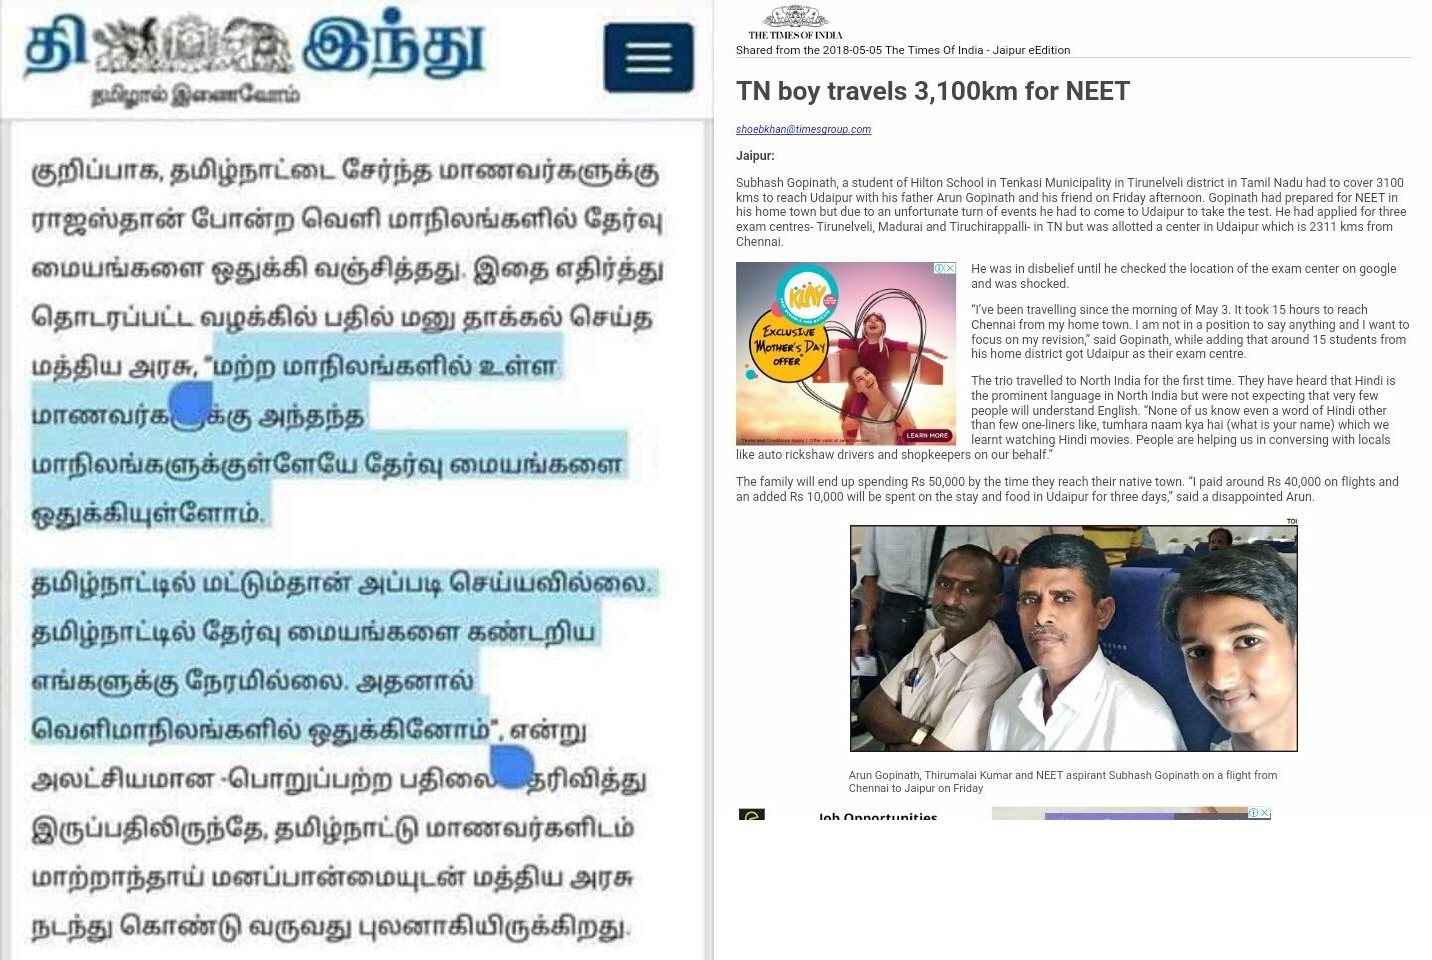 தி இந்து
தமிழால் இணைவோம்
குறிப்பாக, தமிழ்நாட்டை சேர்ந்த மாணவர்களுக்கு
ராஜஸ்தான் போன்ற வெளி மாநிலங்களில் தேர்வு
மையங்களை ஒதுக்கி வஞ்சித்தது. இதை எதிர்த்து
தொடரப்பட்ட வழக்கில் பதில் மனு தாக்கல் செய்த
மத்திய அரசு, "மற்ற மாநிலங்களில் உள்ள
மாணவர்க க்கு அந்தந்த
மாநிலங்களுக்குள்ளேயே தேர்வு மையங்களை
ஒதுக்கியுள்ளோம்.
தமிழ்நாட்டில் மட்டும்தான் அப்படி செய்யவில்லை.
தமிழ்நாட்டில் தேர்வு மையங்களை கண்டறிய
எங்களுக்கு நேரமில்லை. அதனால்
வெளிமாநிலங்களில் ஒதுக்கினோம்", என்று
அலட்சியமான -பொறுப்பற்ற பதிலை தரிவித்து
இருப்பதிலிருந்தே, தமிழ்நாட்டு மாணவர்களிடம்
மாற்றாந்தாய் மனப்பான்மையுடன் மத்திய அரசு
நடந்து கொண்டு வருவது புலனாகியிருக்கிறது.
THE TIMES OF INDIA
Shared from the 2018-05-05 The Times Of India - Jaipur eEdition
TN boy travels 3,100km for NEET
shoebkhan@timesgroup.com
Jaipur:
Subhash Gopinath, a student of Hilton School in Tenkasi Municipality in Tirunelveli district in Tamil Nadu had to cover 3100
kms to reach Udaipur with his father Arun Gopinath and his friend on Friday afternoon. Gopinath had prepared for NEET in
his home town but due to an unfortunate turn of events he had to come to Udaipur to take the test. He had applied for three
exam centres- Tirunelveli, Madurai and Tiruchirappalli- in TN but was allotted a center in Udaipur which is 2311 kms from
Chennai.
KLAY
EXCLUSIVE
MOTHER'S DAY
OFFER*
*Terms and Conditions Apply | Offer valid at select centres
LEARN MORE
He was in disbelief until he checked the location of the exam center on google
and was shocked.
“I’ve been travelling since the morning of May 3. It took 15 hours to reach
Chennai from my home town. I am not in a position to say anything and I want to
focus on my revision,” said Gopinath, while adding that around 15 students from
his home district got Udaipur as their exam centre.
The trio travelled to North India for the first time. They have heard that Hindi is
the prominent language in North India but were not expecting that very few
people will understand English. “None of us know even a word of Hindi other
than few one-liners like, tumhara naam kya hai (what is your name) which we
learnt watching Hindi movies. People are helping us in conversing with locals
like auto rickshaw drivers and shopkeepers on our behalf.”
The family will end up spending Rs 50,000 by the time they reach their native town. “I paid around Rs 40,000 on flights and
an added Rs 10,000 will be spent on the stay and food in Udaipur for three days,” said a disappointed Arun.
TOI
Arun Gopinath, Thirumalai Kumar and NEET aspirant Subhash Gopinath on a flight from
Chennai to Jaipur on Friday
Job Opportunities